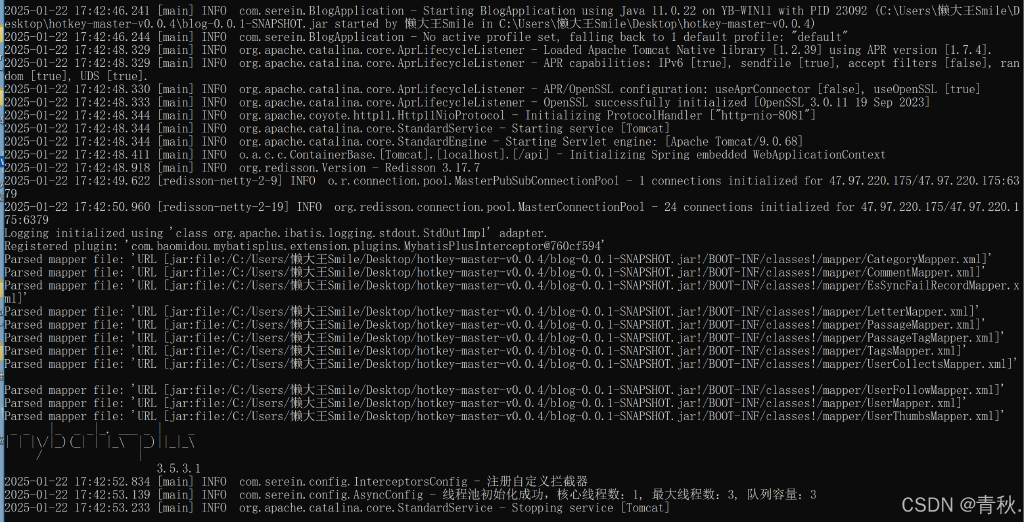 2025-01-22 17:42:46.241 [main] INFO  com.serein.BlogApplication - Starting BlogApplication using Java 11.0.22 on YB-WIN11 with PID 23092 (C:\Users\懒大王Smile\D
esktop\hotkey-master-v0.0.4\blog-0.0.1-SNAPSHOT.jar started by 懒大王Smile in C:\Users\懒大王Smile\Desktop\hotkey-master-v0.0.4)
2025-01-22 17:42:46.244 [main] INFO  com.serein.BlogApplication - No active profile set, falling back to 1 default profile: "default"
2025-01-22 17:42:48.329 [main] INFO  org.apache.catalina.core.AprLifecycleListener - Loaded Apache Tomcat Native library [1.2.39] using APR version [1.7.4].
2025-01-22 17:42:48.329 [main] INFO  org.apache.catalina.core.AprLifecycleListener - APR capabilities: IPv6 [true], sendfile [true], accept filters [false], ran
dom [true], UDS [true].
2025-01-22 17:42:48.330 [main] INFO  org.apache.catalina.core.AprLifecycleListener - APR/OpenSSL configuration: useAprConnector [false], useOpenSSL [true]
2025-01-22 17:42:48.333 [main] INFO  org.apache.catalina.core.AprLifecycleListener - OpenSSL successfully initialized [OpenSSL 3.0.11 19 Sep 2023]
2025-01-22 17:42:48.344 [main] INFO  org.apache.coyote.http11.Http11NioProtocol - Initializing ProtocolHandler ["http-nio-8081"]
2025-01-22 17:42:48.344 [main] INFO  org.apache.catalina.core.StandardService - Starting service [Tomcat]
2025-01-22 17:42:48.344 [main] INFO  org.apache.catalina.core.StandardEngine - Starting Servlet engine: [Apache Tomcat/9.0.68]
2025-01-22 17:42:48.411 [main] INFO  o.a.c.c.ContainerBase.[Tomcat].[localhost].[/api] - Initializing Spring embedded WebApplicationContext
2025-01-22 17:42:48.918 [main] INFO  org.redisson.Version - Redisson 3.17.7
2025-01-22 17:42:49.622 [redisson-netty-2-9] INFO  o.r.connection.pool.MasterPubSubConnectionPool - 1 connections initialized for 47.97.220.175/47.97.220.175:63
79
2025-01-22 17:42:50.960 [redisson-netty-2-19] INFO  org.redisson.connection.pool.MasterConnectionPool - 24 connections initialized for 47.97.220.175/47.97.220.1
75:6379
Logging initialized using 'class org.apache.ibatis.logging.stdout.StdOutImpl' adapter.
Registered plugin: 'com.baomidou.mybatisplus.extension.plugins.MybatisPlusInterceptor@760cf594'
Parsed mapper file: 'URL [jar:file:/C:/Users/懒大王Smile/Desktop/hotkey-master-v0.0.4/blog-0.0.1-SNAPSHOT.jar!/BOOT-INF/classes!/mapper/CategoryMapper.xml]'
Parsed mapper file: 'URL [jar:file:/C:/Users/懒大王Smile/Desktop/hotkey-master-v0.0.4/blog-0.0.1-SNAPSHOT.jar!/BOOT-INF/classes!/mapper/CommentMapper.xml]'
Parsed mapper file: 'URL [jar:file:/C:/Users/懒大王Smile/Desktop/hotkey-master-v0.0.4/blog-0.0.1-SNAPSHOT.jar!/BOOT-INF/classes!/mapper/EsSyncFailRecordMapper.x
ml]'
Parsed mapper file: 'URL [jar:file:/C:/Users/懒大王Smile/Desktop/hotkey-master-v0.0.4/blog-0.0.1-SNAPSHOT.jar!/BOOT-INF/classes!/mapper/LetterMapper.xml]'
Parsed mapper file: 'URL [jar:file:/C:/Users/懒大王Smile/Desktop/hotkey-master-v0.0.4/blog-0.0.1-SNAPSHOT.jar!/BOOT-INF/classes!/mapper/PassageMapper.xml]'
Parsed mapper file: 'URL [jar:file:/C:/Users/懒大王Smile/Desktop/hotkey-master-v0.0.4/blog-0.0.1-SNAPSHOT.jar!/BOOT-INF/classes!/mapper/PassageTagMapper.xml]'
Parsed mapper file: 'URL [jar:file:/C:/Users/懒大王Smile/Desktop/hotkey-master-v0.0.4/blog-0.0.1-SNAPSHOT.jar!/BOOT-INF/classes!/mapper/TagsMapper.xml]'
Parsed mapper file: 'URL [jar:file:/C:/Users/懒大王Smile/Desktop/hotkey-master-v0.0.4/blog-0.0.1-SNAPSHOT.jar!/BOOT-INF/classes!/mapper/UserCollectsMapper.xml]'
Parsed mapper file: 'URL [jar:file:/C:/Users/懒大王Smile/Desktop/hotkey-master-v0.0.4/blog-0.0.1-SNAPSHOT.jar!/BOOT-INF/classes!/mapper/UserFollowMapper.xml]'
Parsed mapper file: 'URL [jar:file:/C:/Users/懒大王Smile/Desktop/hotkey-master-v0.0.4/blog-0.0.1-SNAPSHOT.jar!/BOOT-INF/classes!/mapper/UserMapper.xml]'
Parsed mapper file: 'URL [jar:file:/C:/Users/懒大王Smile/Desktop/hotkey-master-v0.0.4/blog-0.0.1-SNAPSHOT.jar!/BOOT-INF/classes!/mapper/UserThumbsMapper.xml]'
3.5.3.1
2025-01-22 17:42:52.834 [main] INFO  com.serein.config.InterceptorsConfig - 注册自定义拦截器
2025-01-22 17:42:53.139 [main] INFO  com.serein.config.AsyncConfig - 线程池初始化成功，核心线程数：1, 最大线程数：3, 队列容量：3
2025-01-22 17:42:53.233 [main] INFO  org.apache.catalina.core.StandardService - Stopping service [Tomcat]
CSDN @青秋.